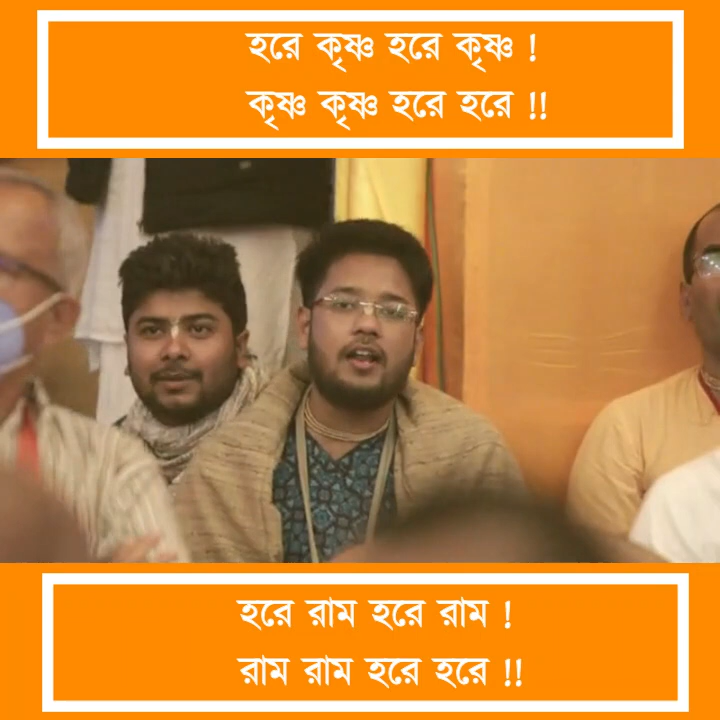 হরে কৃষ্ণ হরে কৃষ্ণ !
কৃষ্ণ কৃষ্ণ হরে হরে !!
হরে রাম হরে রাম !
রাম রাম হরে হরে !!